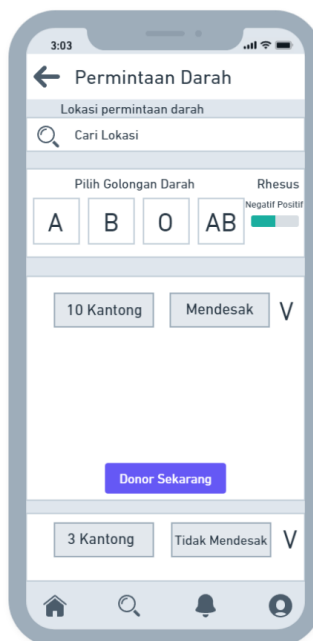 3:03
Permintaan Darah
Lokasi permintaan darah
Cari Lokasi
Pilih Golongan Darah Rhesus
Negatif Positif
A B O AB
10 Kantong Mendesak V
Donor Sekarang
3 Kantong Tidak Mendesak V